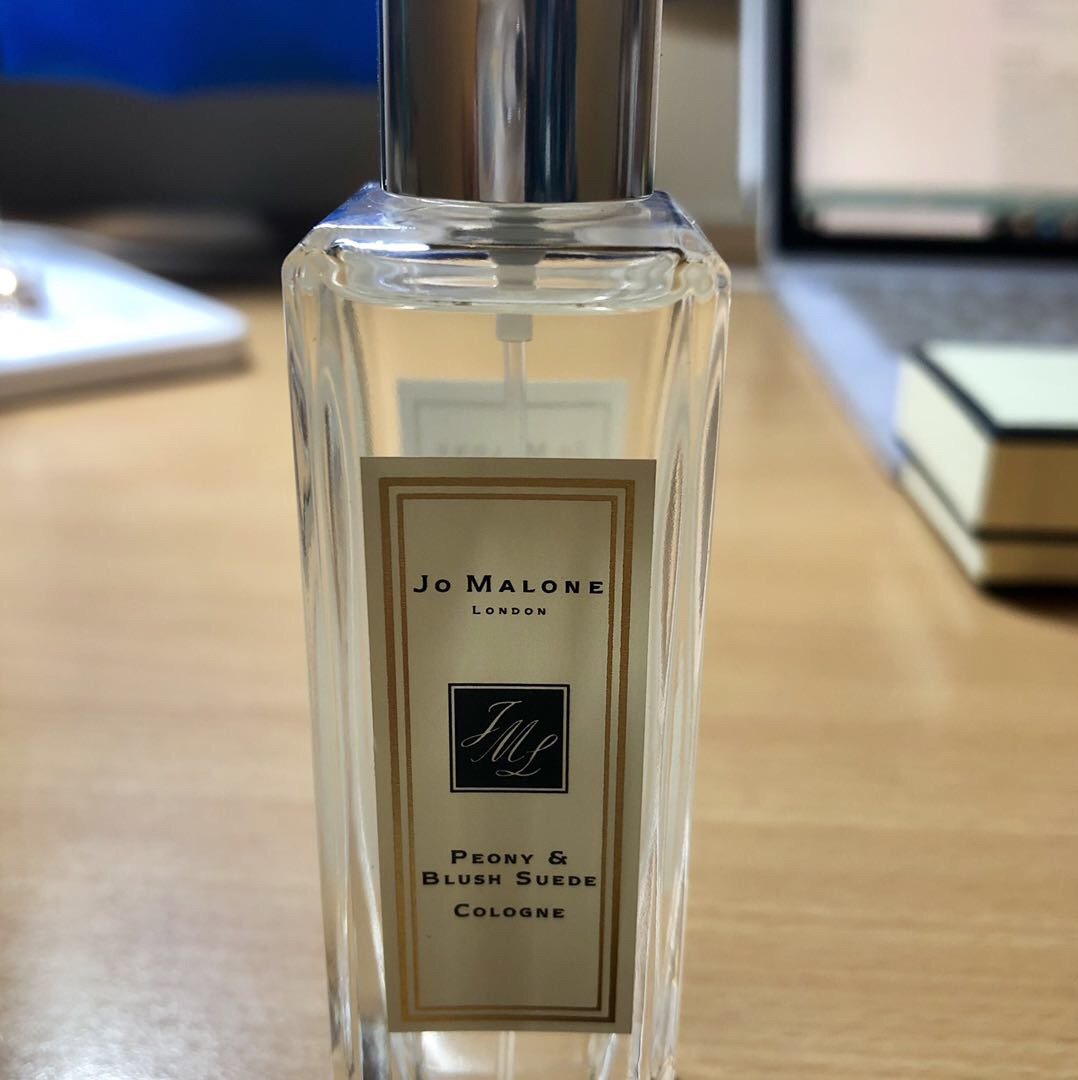 Jo Malone
London
JML
Peony &
Blush Suede
Cologne